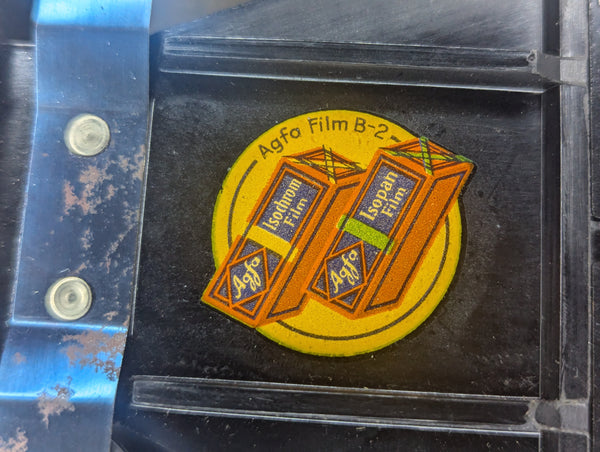 Agfa Film B-2
Isochrom
Film
Agfa
Isopan
Film
Agfa